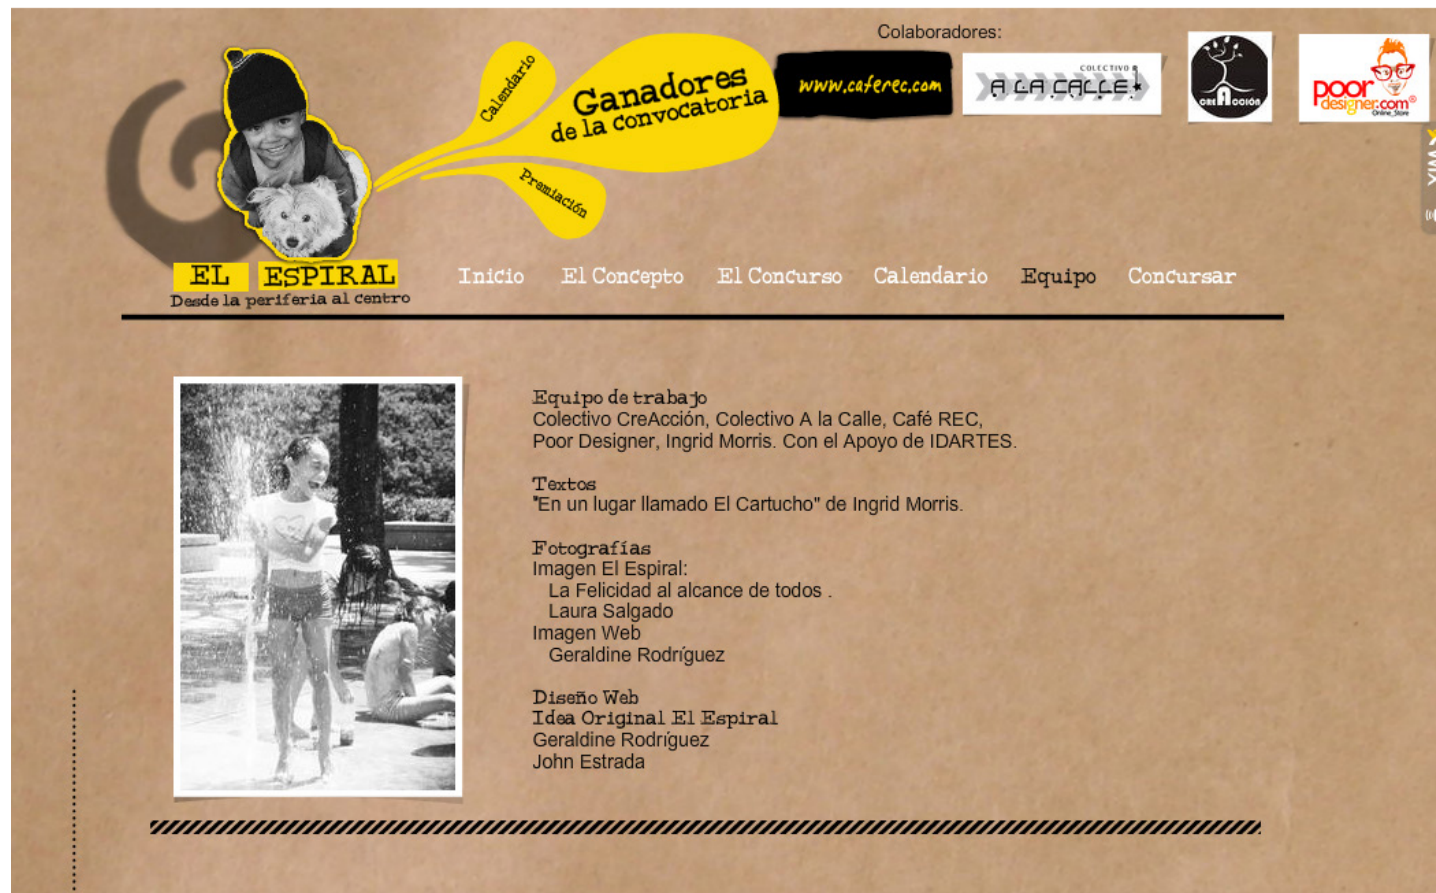 Colaboradores:
Calendario
Ganadores
de la convocatoria
Premiación
www.caferec.com
COLECTIVO
A LA CALLE
CREACCIÓN
poor
designer.com®
Online_Store
WIX
EL ESPIRAL
Desde la periferia al centro
Inicio El Concepto El Concurso Calendario Equipo Concursar
Equipo de trabajo
Colectivo CreAcción, Colectivo A la Calle, Café REC,
Poor Designer, Ingrid Morris. Con el Apoyo de IDARTES.
Textos
"En un lugar llamado El Cartucho" de Ingrid Morris.
Fotografías
Imagen El Espiral:
La Felicidad al alcance de todos .
Laura Salgado
Imagen Web
Geraldine Rodríguez
Diseño Web
Idea Original El Espiral
Geraldine Rodríguez
John Estrada